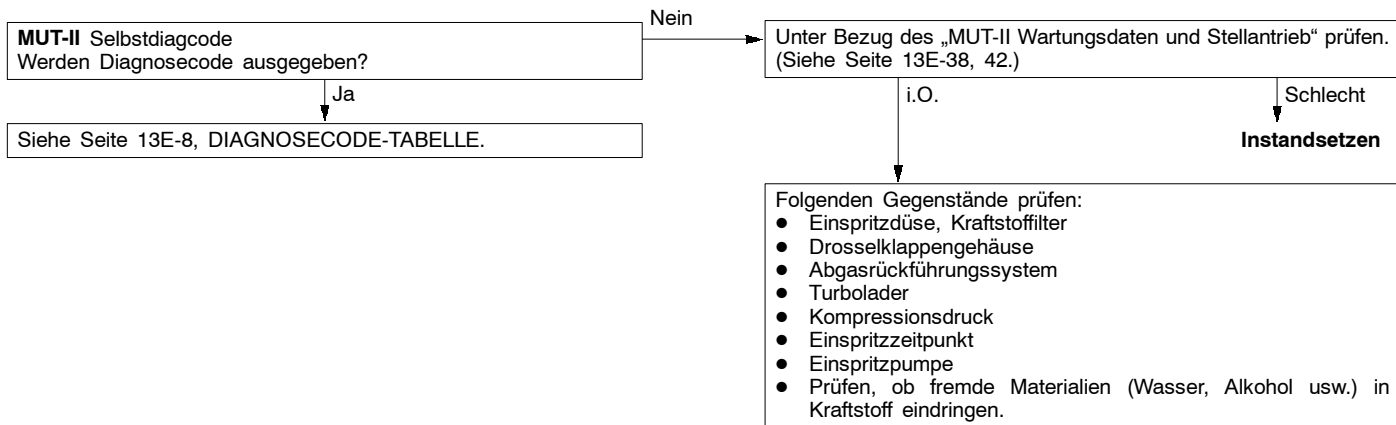 MUT-II Selbstdiagcode
Werden Diagnosecode ausgegeben?
Nein
Unter Bezug des „MUT-II Wartungsdaten und Stellantrieb“ prüfen.
(Siehe Seite 13E-38, 42.)
Ja
i.O.
Schlecht
Siehe Seite 13E-8, DIAGNOSECODE-TABELLE.
Instandsetzen
Folgenden Gegenstände prüfen:
● Einspritzdüse, Kraftstoffilter
● Drosselklappengehäuse
● Abgasrückführungssystem
● Turbolader
● Kompressionsdruck
● Einspritzzeitpunkt
● Einspritzpumpe
● Prüfen, ob fremde Materialien (Wasser, Alkohol usw.) in
Kraftstoff eindringen.